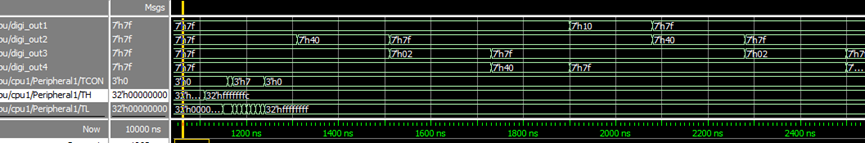 Msgs
pu/digi_out1 7'h7f 7'h7f 7'h10 7'h7f
pu/digi_out2 7'h7f 7'h7f 7'h40 7'h7f 7'h40 7'h7f
pu/digi_out3 7'h7f 7'h7f 7'h02 7'h7f 7'h02 7'h7f
pu/digi_out4 7'h7f 7'h7f 7'h40 7'h7f 7'...
pu/cpu1/Peripheral1/TCON 3'h0 3'h0 3'h7 3'h0
pu/cpu1/Peripheral1/TH 32'h00000000 32'h... 32'hfffffffc
pu/cpu1/Peripheral1/TL 32'h00000000 32'h0000... 32'hffffffff
Now 10000 ns 1200 ns 1400 ns 1600 ns 1800 ns 2000 ns 2200 ns 2400 ns